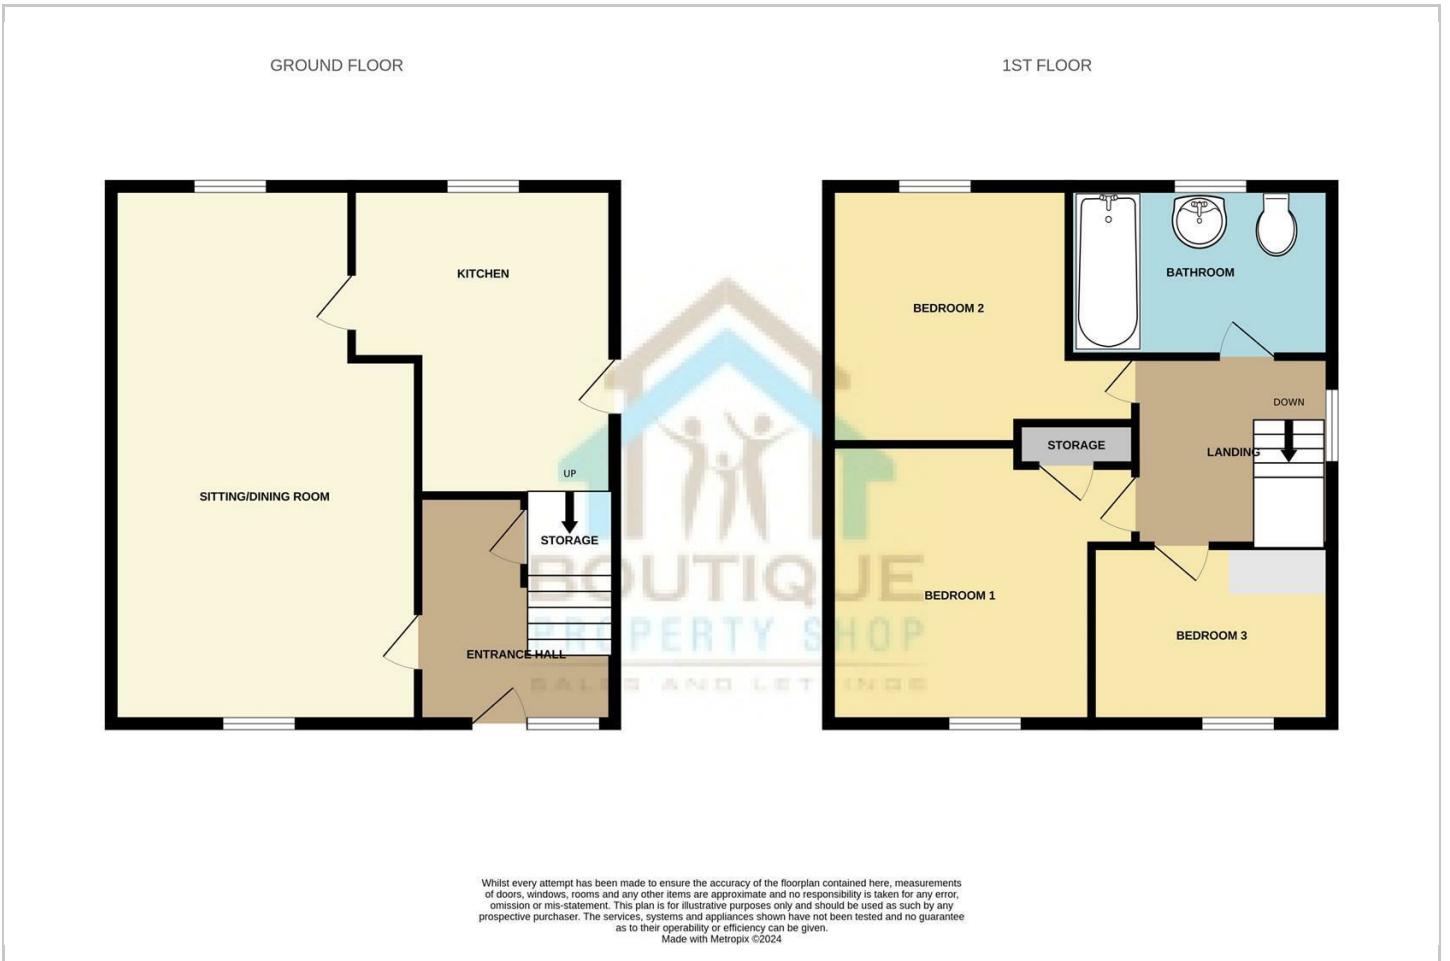 GROUND FLOOR
1ST FLOOR
KITCHEN
UP
SITTING/DINING ROOM
STORAGE
ENTRANCE HALL
BATHROOM
BEDROOM 2
DOWN
STORAGE
LANDING
BEDROOM 1
BEDROOM 3
BOUTIQUE
PROPERTY SHOP
SALES AND LETTINGS
Whilst every attempt has been made to ensure the accuracy of the floorplan contained here, measurements
of doors, windows, rooms and any other items are approximate and no responsibility is taken for any error,
omission or mis-statement. This plan is for illustrative purposes only and should be used as such by any
prospective purchaser. The services, systems and appliances shown have not been tested and no guarantee
as to their operability or efficiency can be given.
Made with Metropix ©2024